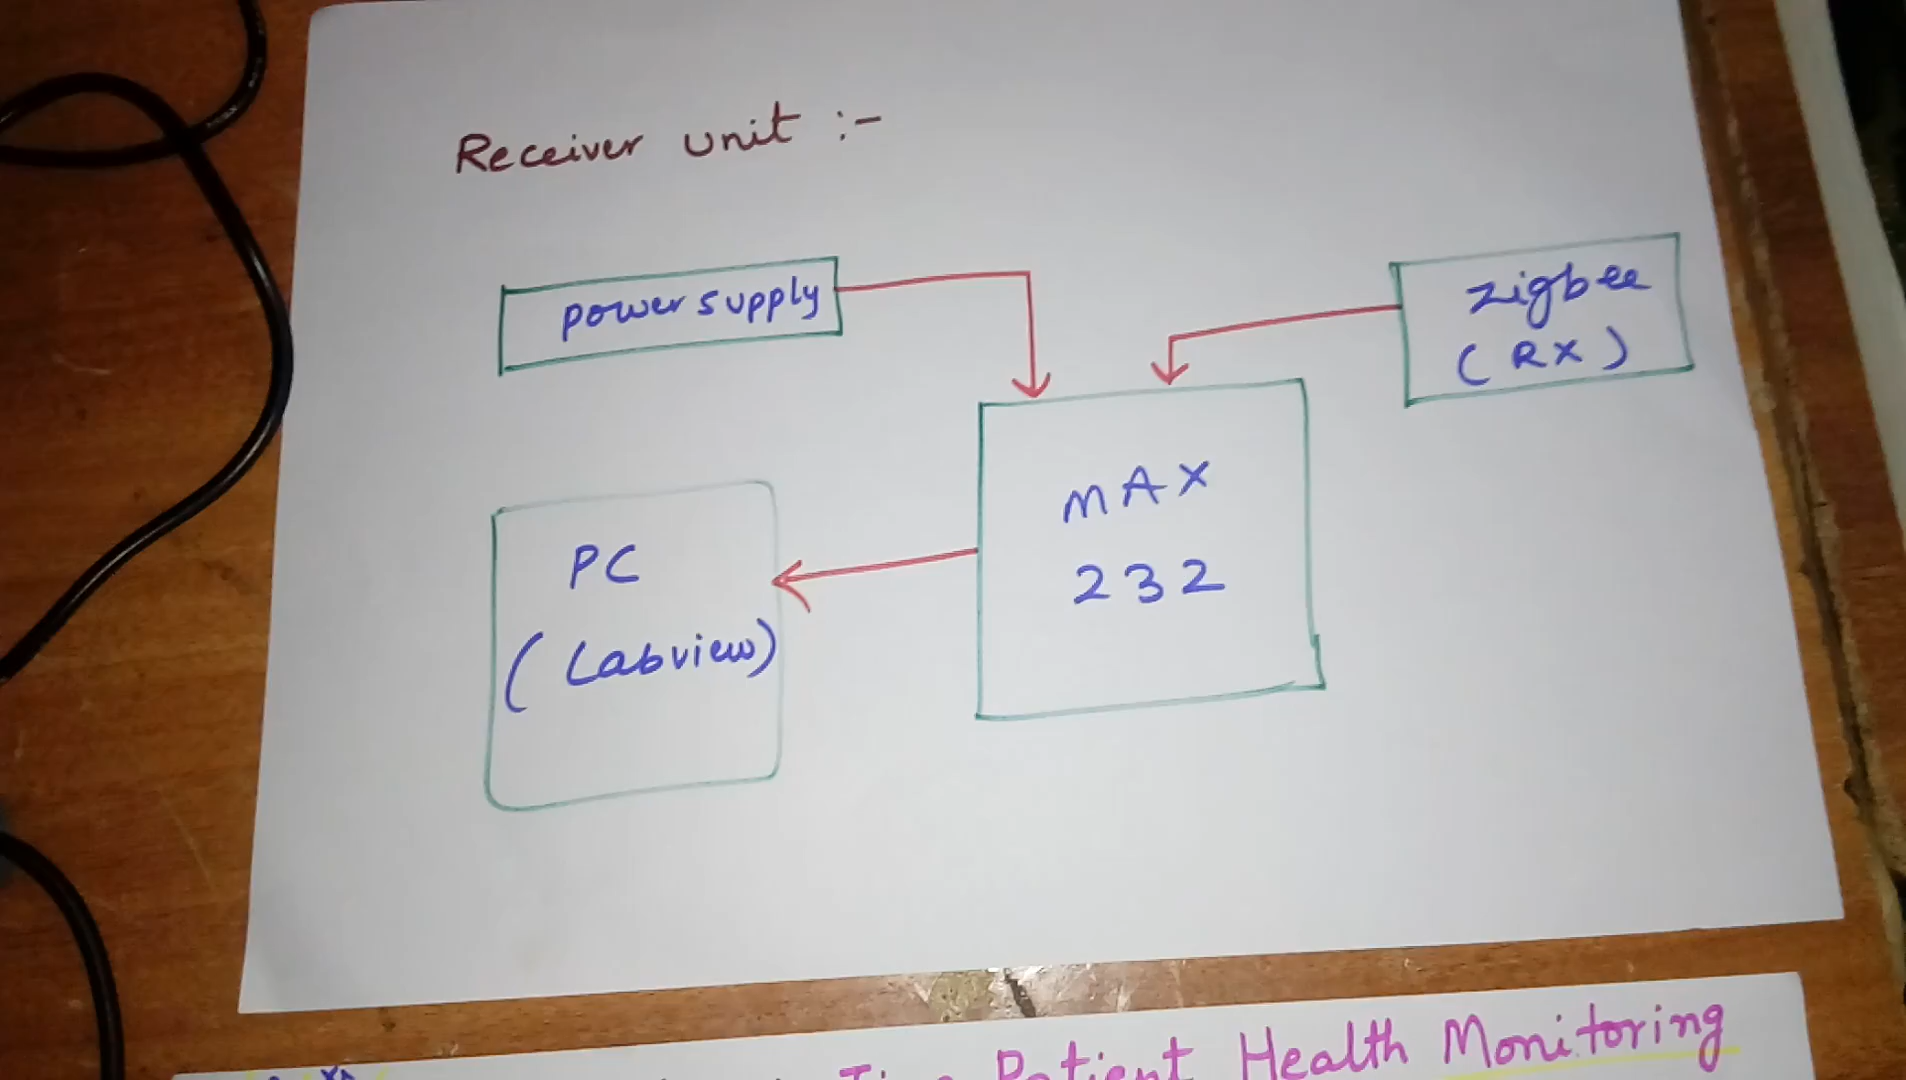 Receiver unit :-
power supply
zigbee
(RX)
MAX
232
PC
(Labview)
Patient Health Monitoring